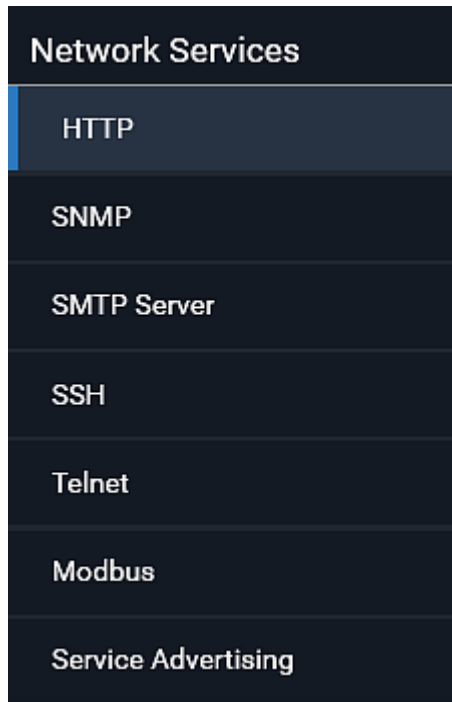 Network Services
HTTP
SNMP
SMTP Server
SSH
Telnet
Modbus
Service Advertising